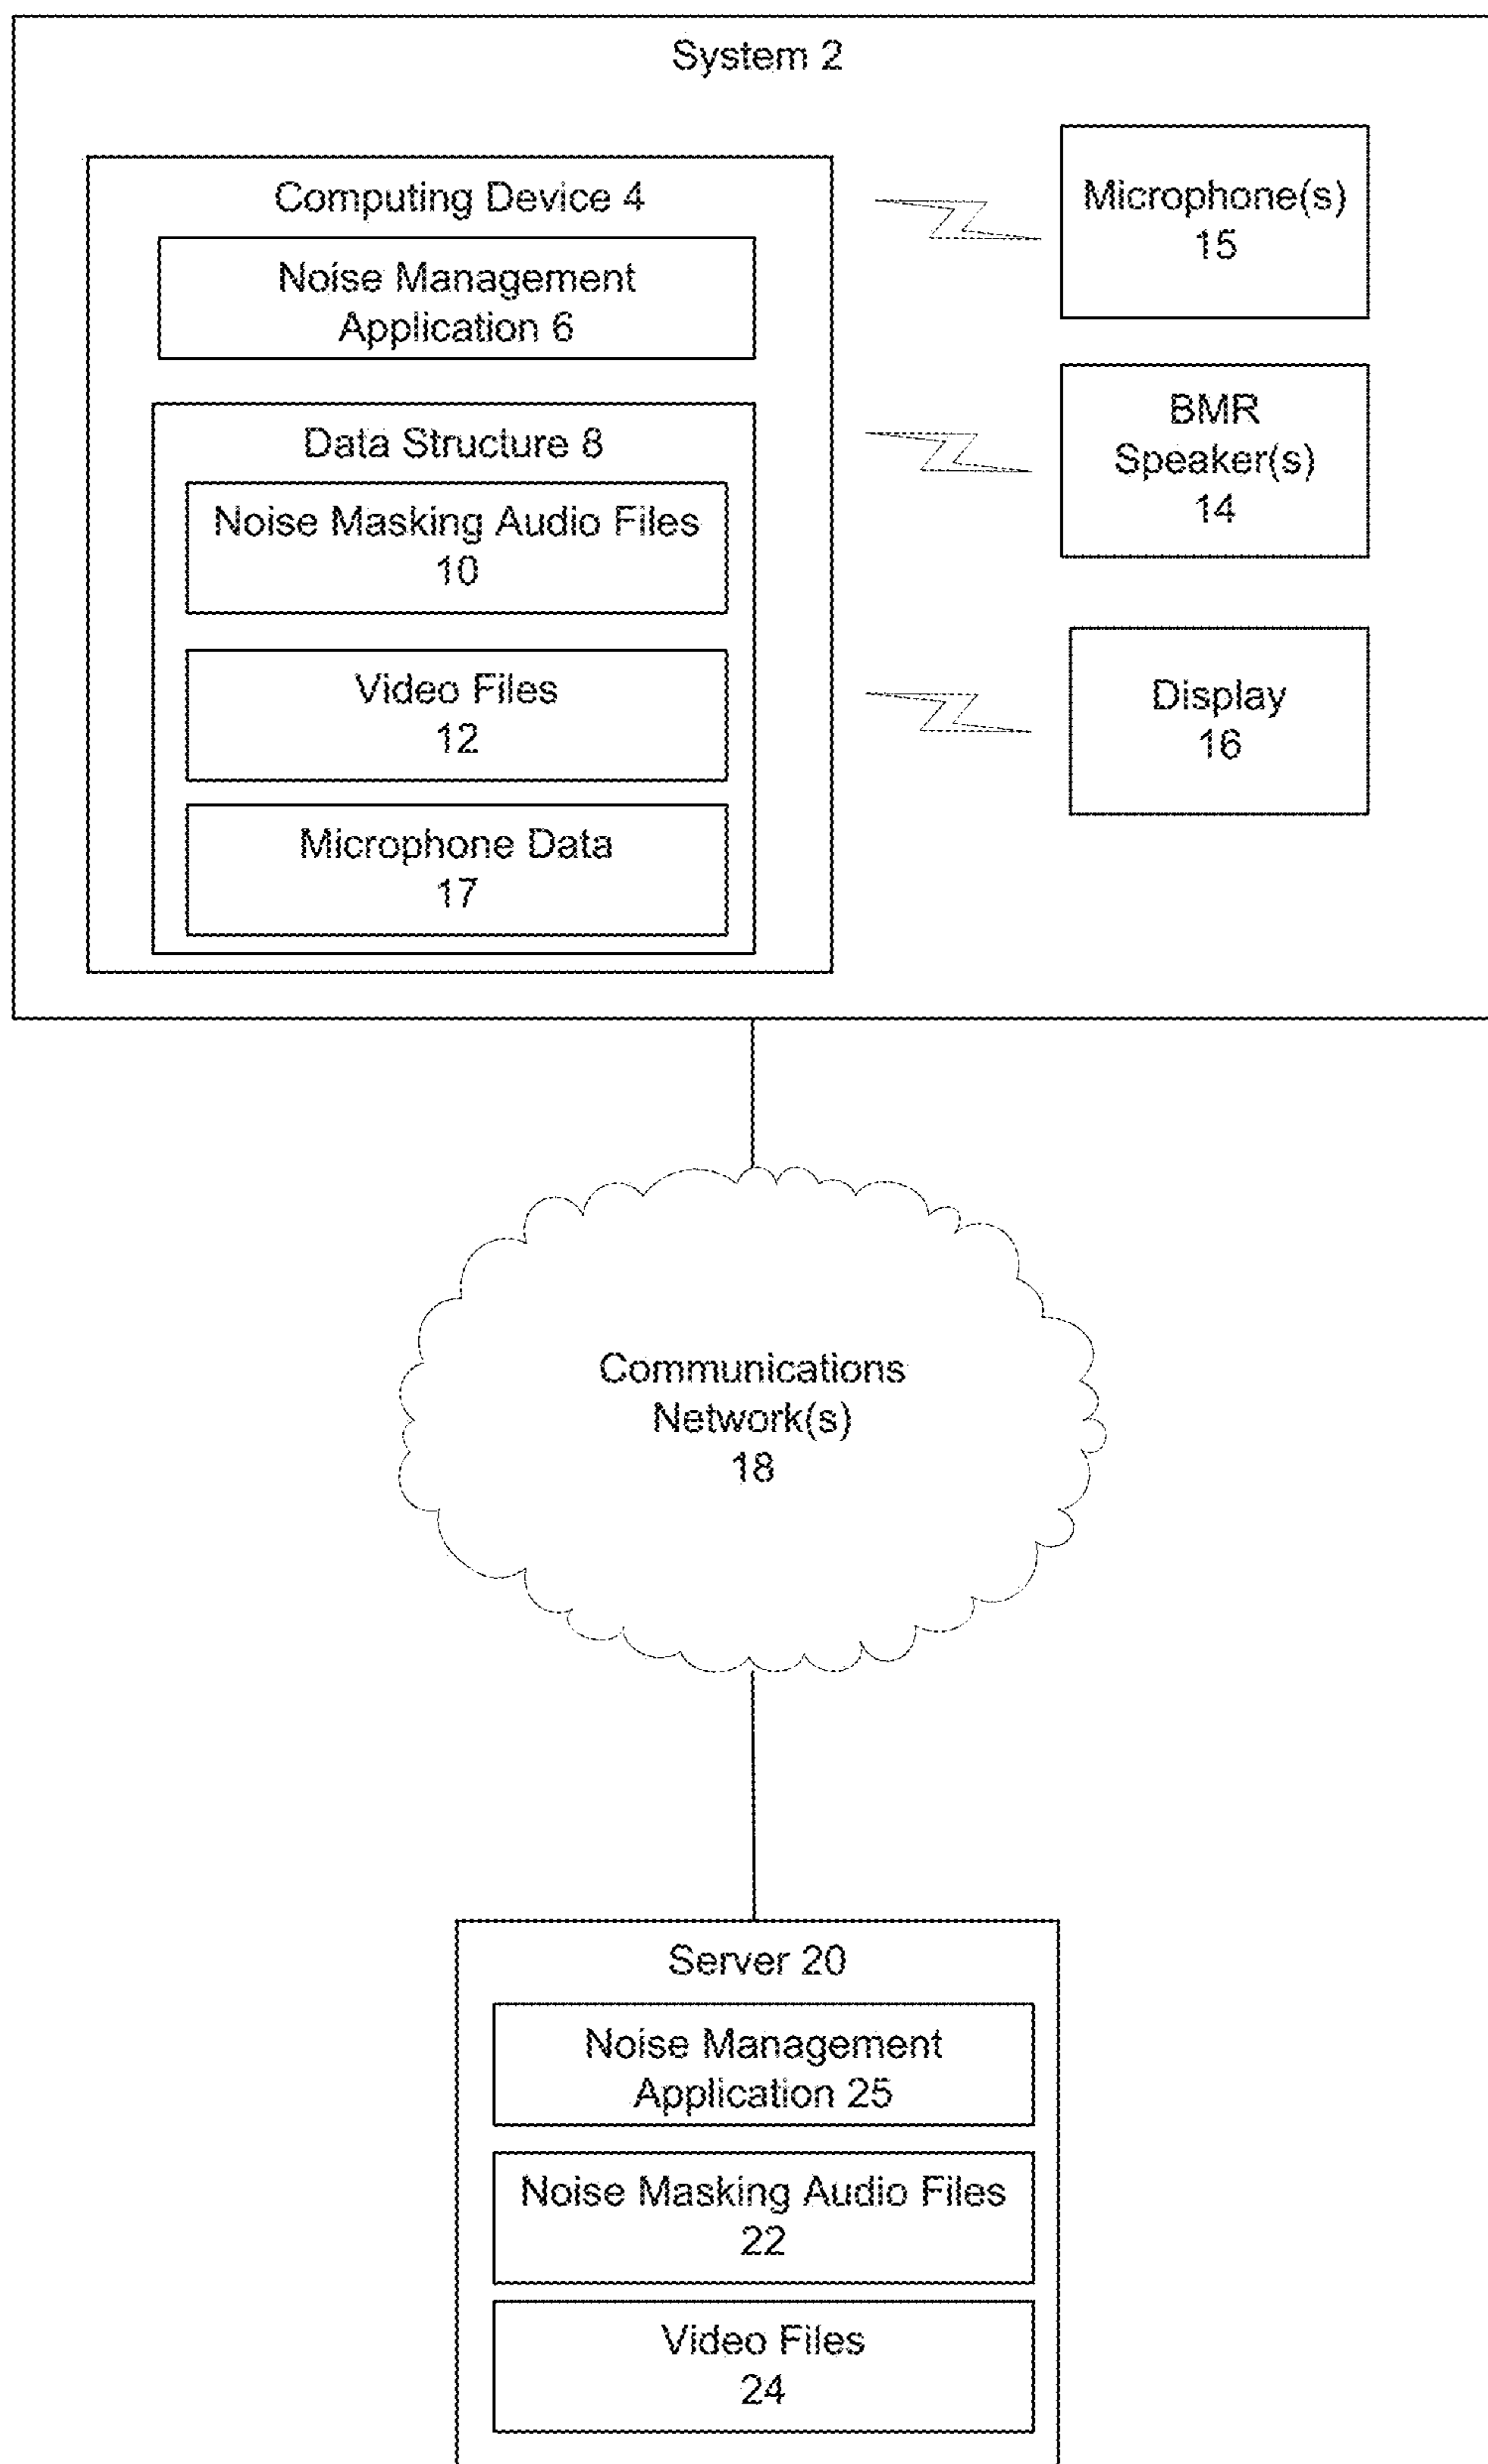 System 2
Computing Device 4
Noise Management
Application 6
Data Structure 8
Noise Masking Audio Files
10
Video Files
12
Microphone Data
17
Microphone(s)
15
BMR
Speaker(s)
14
Display
16
Communications
Network(s)
18
Server 20
Noise Management
Application 25
Noise Masking Audio Files
22
Video Files
24